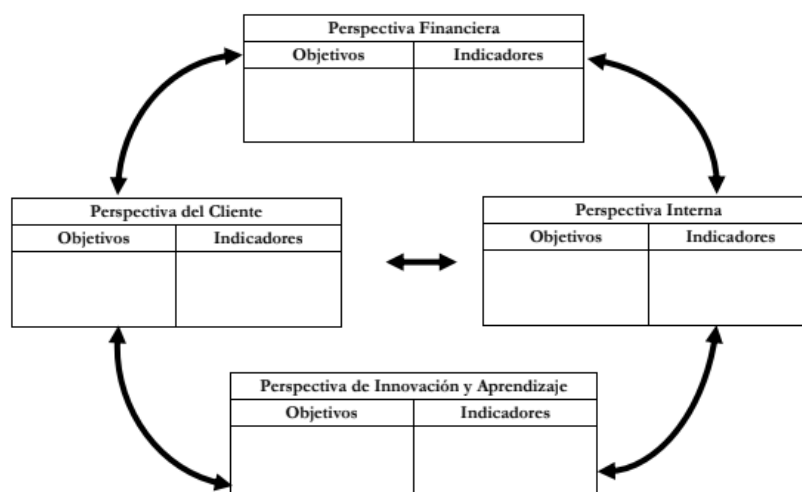 Perspectiva Financiera
Objetivos Indicadores
Perspectiva del Cliente
Objetivos Indicadores
Perspectiva Interna
Objetivos Indicadores
Perspectiva de Innovación y Aprendizaje
Objetivos Indicadores